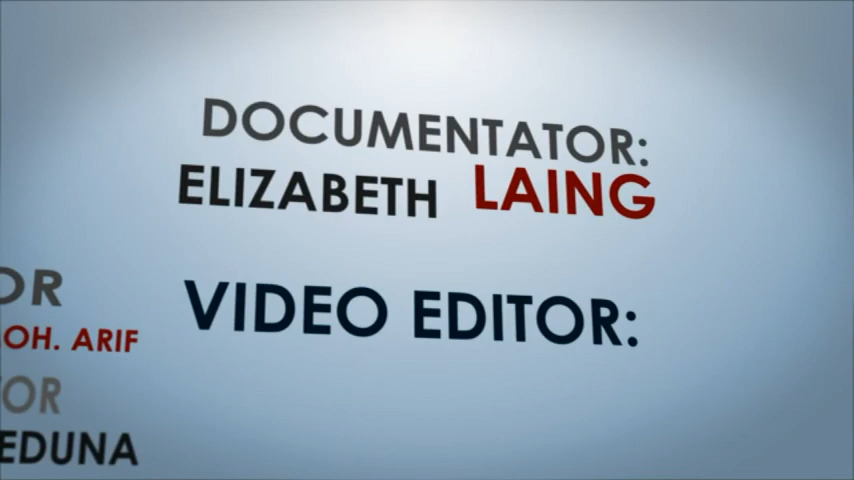 DOCUMENTATOR:
ELIZABETH LAING
VIDEO EDITOR:
OR
OH. ARIF
OR
EDUNA